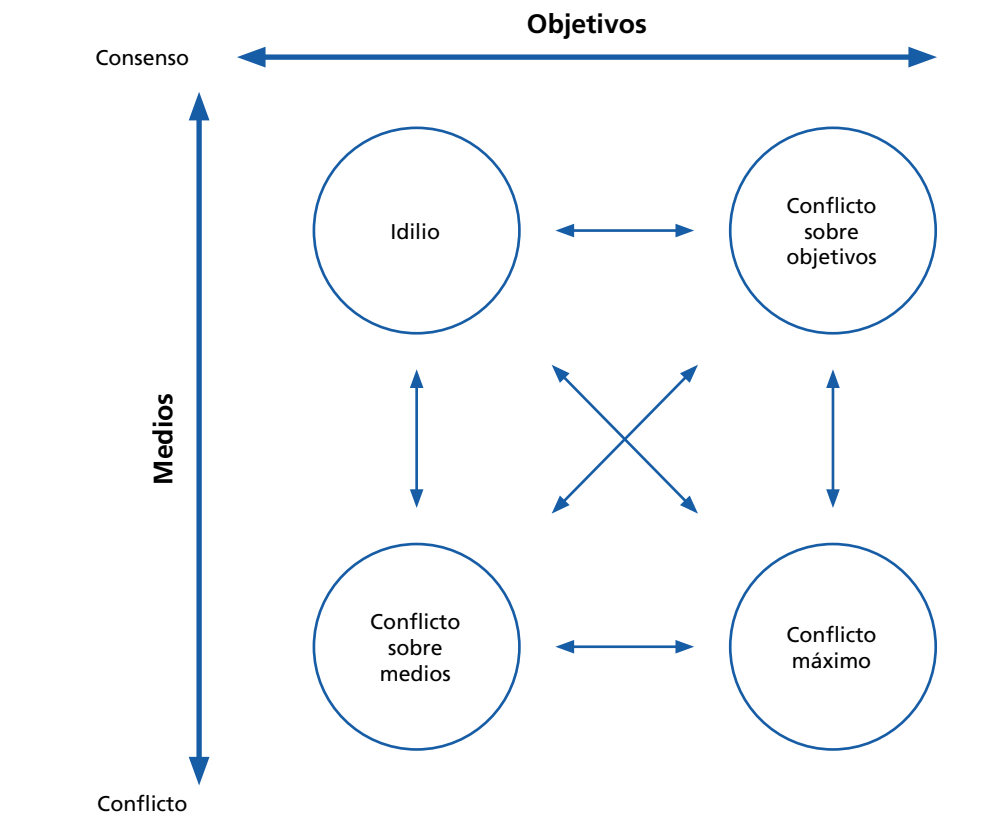 Objetivos
Consenso
Idilio
Conflicto
sobre
objetivos
Medios
Conflicto
sobre
medios
Conflicto
máximo
Conflicto